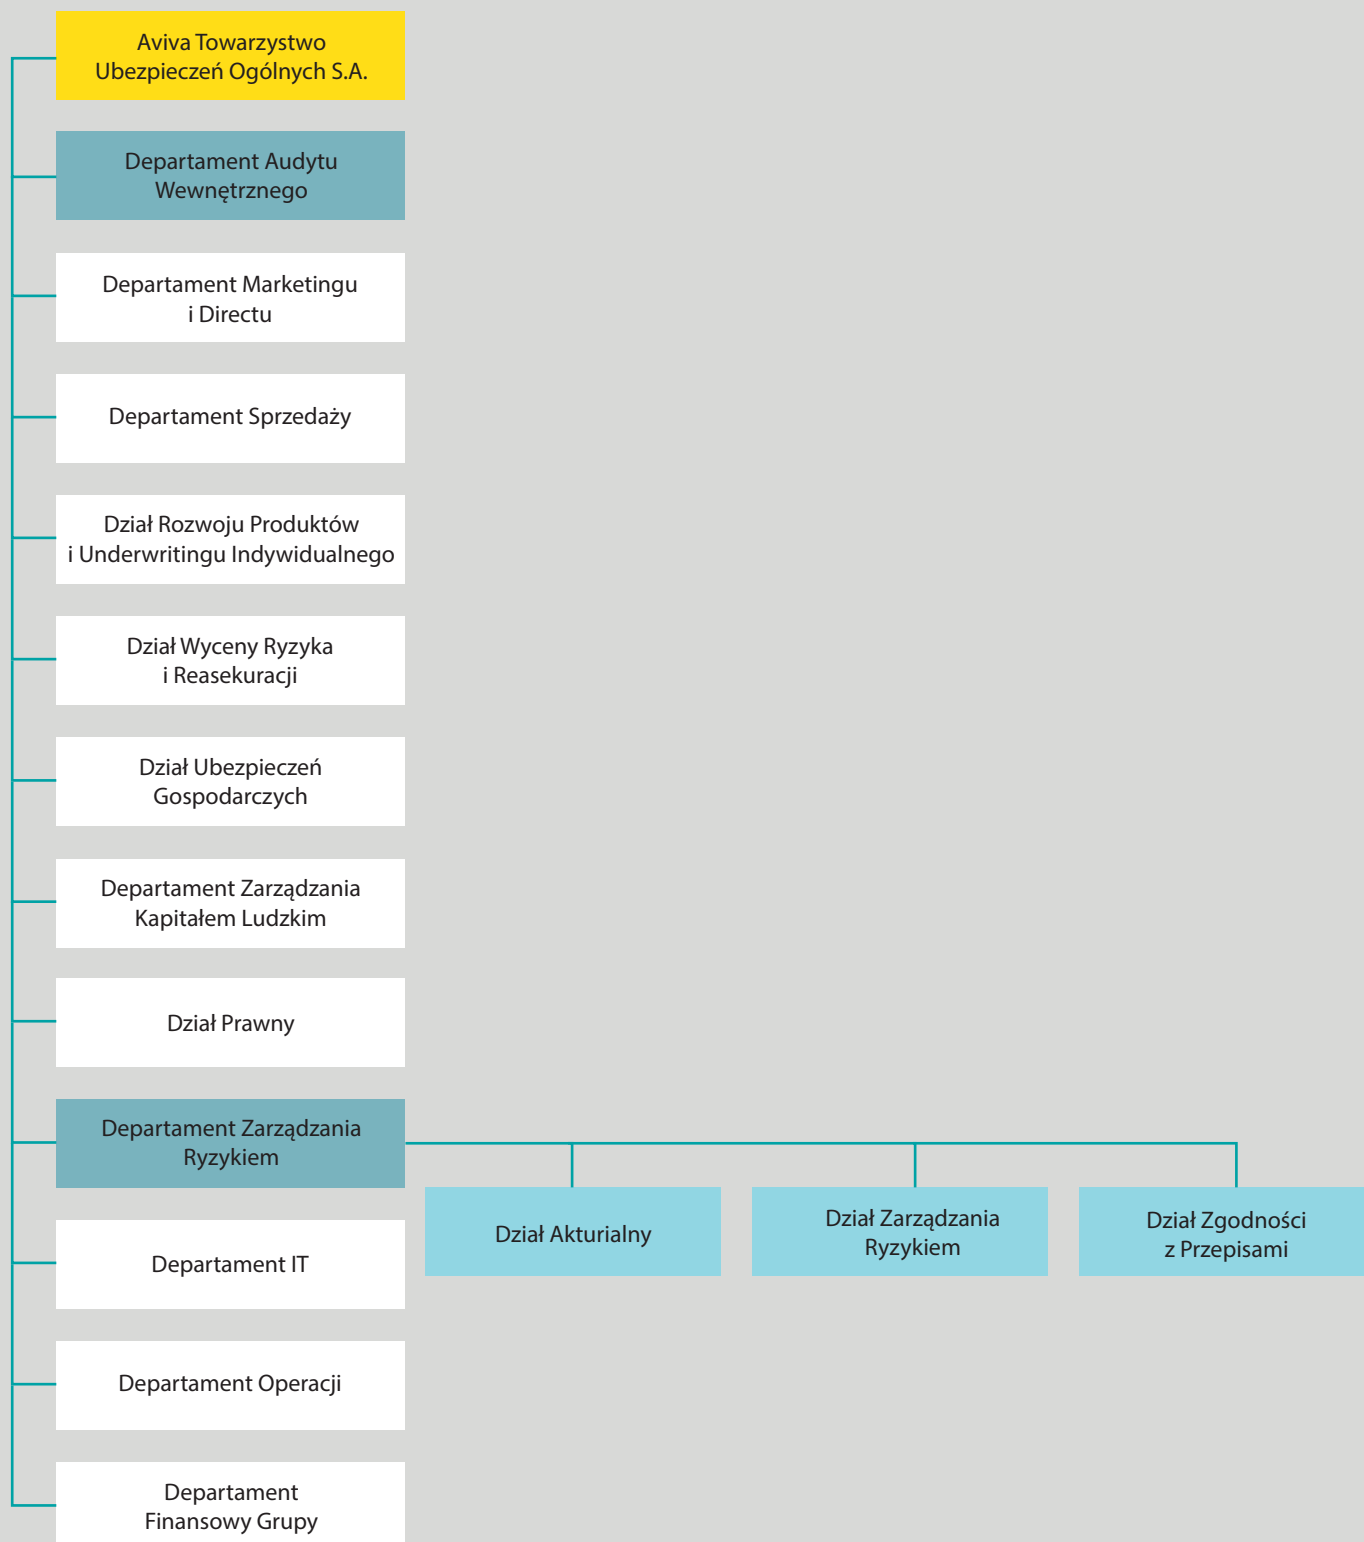 Aviva Towarzystwo
Ubezpieczeń Ogólnych S.A.
Departament Audytu
Wewnętrznego
Departament Marketingu
i Directu
Departament Sprzedaży
Dział Rozwoju Produktów
i Underwritingu Indywidualnego
Dział Wyceny Ryzyka
i Reasekuracji
Dział Ubezpieczeń
Gospodarczych
Departament Zarządzania
Kapitałem Ludzkim
Dział Prawny
Departament Zarządzania
Ryzykiem
Dział Akturialny
Dział Zarządzania
Ryzykiem
Dział Zgodności
z Przepisami
Departament IT
Departament Operacji
Departament
Finansowy Grupy